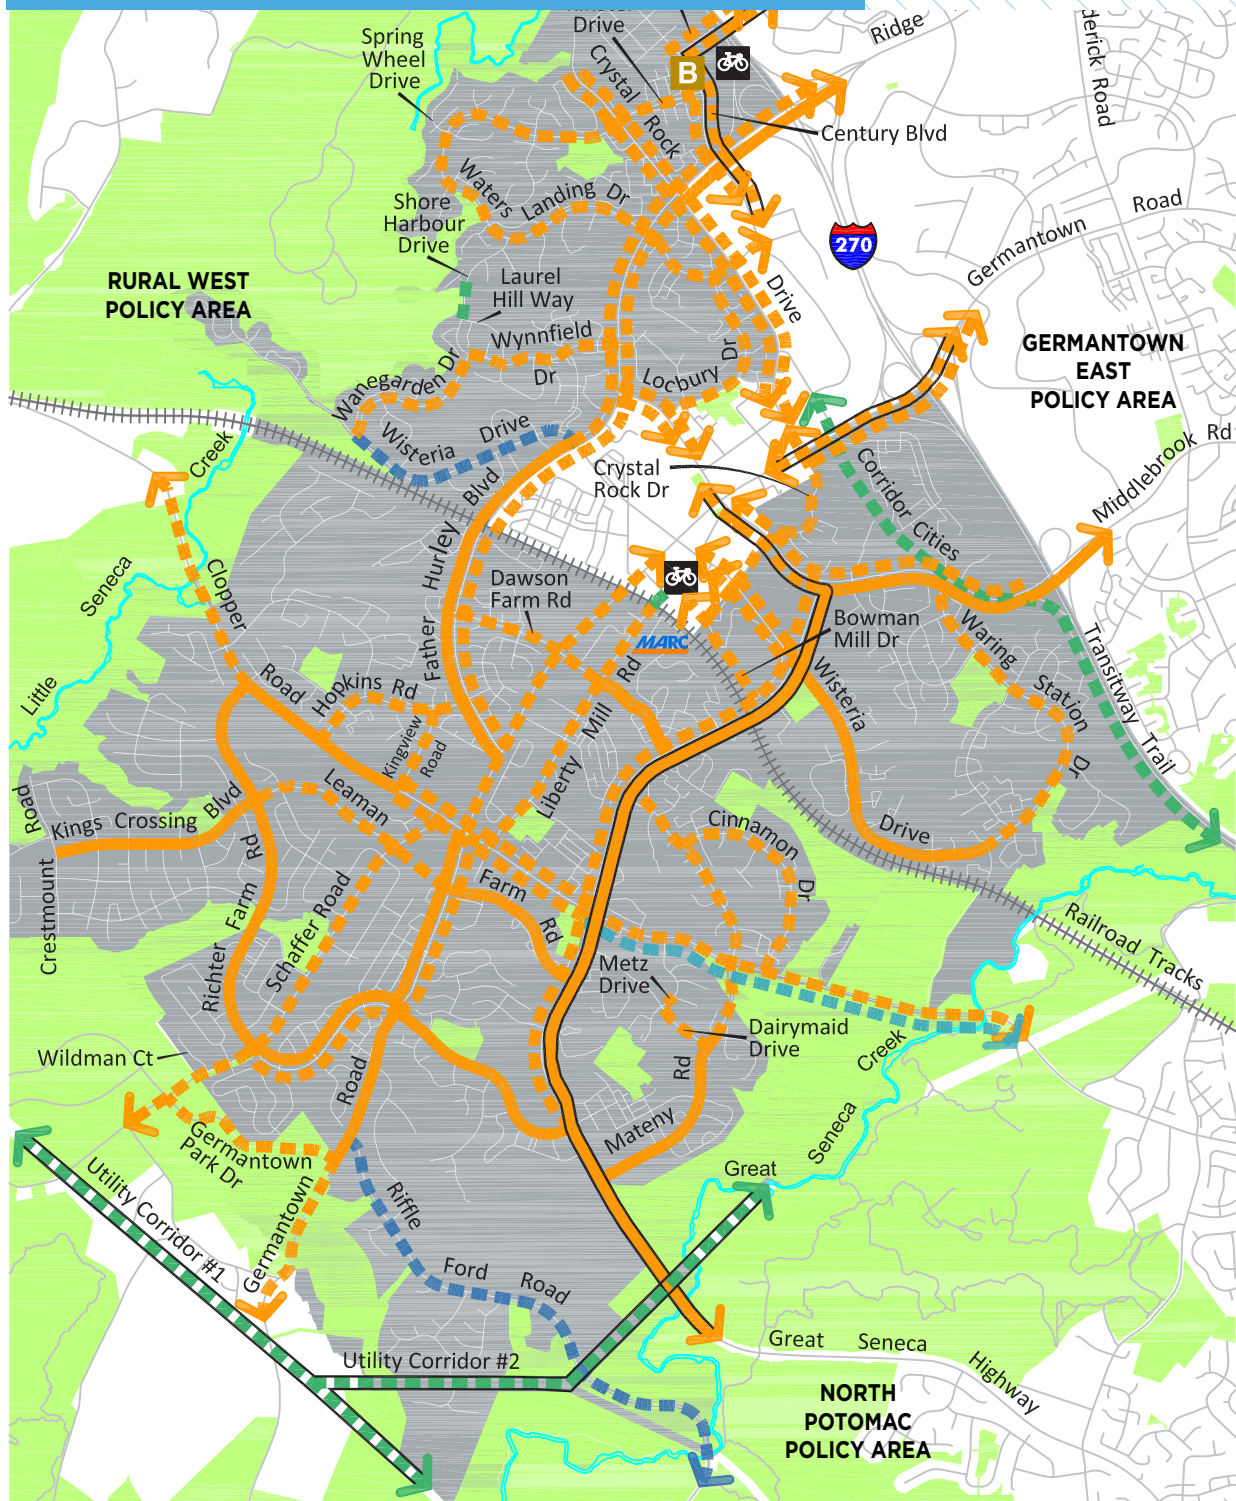 Drive
Ridge
derick Road
Spring
Wheel
Drive
Crystal
Rock
B
Century Blvd
Waters
Landing Dr
Shore
Harbour
Drive
270
Germantown
Road
RURAL WEST
POLICY AREA
Laurel
Hill Way
Wynnfield
Dr
Drive
GERMANTOWN
EAST
POLICY AREA
Wanegarden Dr
Locbury
Dr
Wisteria
Drive
Creek
Crystal
Rock Dr
Corridor
Cities
Middlebrook Rd
Hurley
Blvd
Father
Seneca
Little
Clopper
Road
Dawson
Farm Rd
MARC
Bowman
Mill Dr
Waring
Station
Dr
Transitway
Trail
Hopkins Rd
Kingview
Road
Liberty
Mill
Rd
Wisteria
Drive
Leaman
Farm
Rd
Road
Kings Crossing
Blvd
Crestmount
Richter
Farm
Rd
Schaffer Road
Cinnamon
Dr
Railroad Tracks
Metz
Drive
Dairymaid
Drive
Creek
Seneca
Great
Wildman Ct
Road
Rd
Mateny
Germantown
Park Dr
Germantown
Utility Corridor #1
Riffle
Ford
Road
Utility Corridor #2
Great Seneca
Highway
NORTH
POTOMAC
POLICY AREA